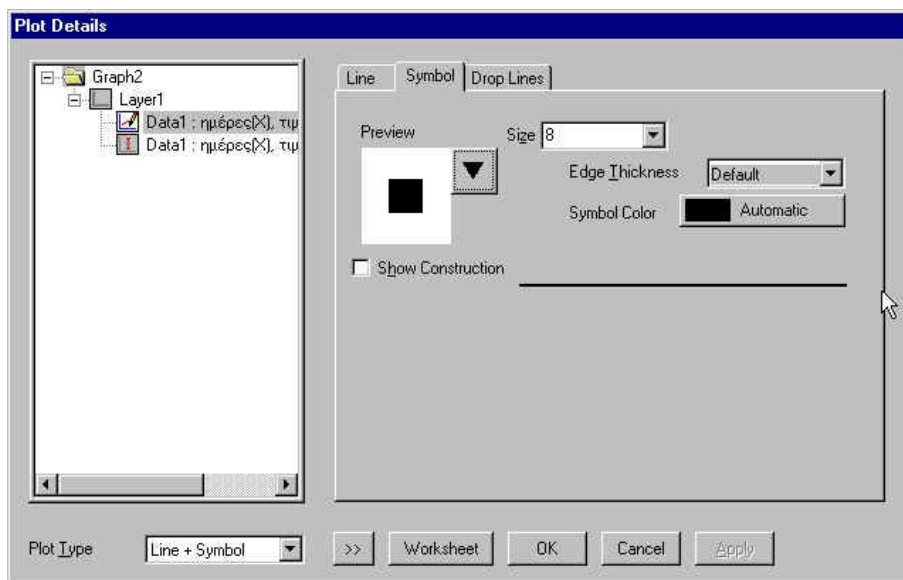 Plot Details
Graph2
Layer1
Data1 : ημέρες(X), τιμ
Data1 : ημέρες(X), τιμ
Line Symbol Drop Lines
Preview
Size 8
Edge Thickness Default
Symbol Color Automatic
Show Construction
Plot Type Line + Symbol >> Worksheet OK Cancel Apply